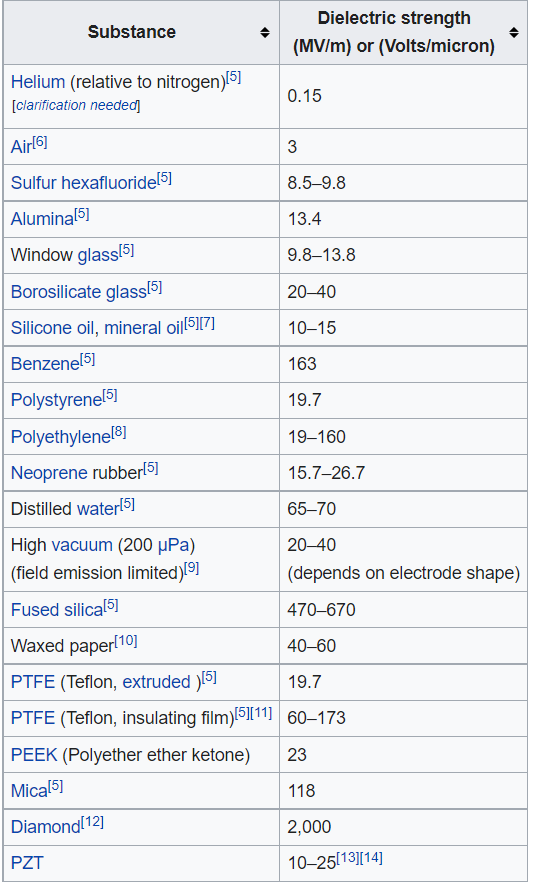 Substance
Dielectric strength
(MV/m) or (Volts/micron)
Helium (relative to nitrogen)[5]
[clarification needed]
0.15
Air[6]
3
Sulfur hexafluoride[5]
8.5–9.8
Alumina[5]
13.4
Window glass[5]
9.8–13.8
Borosilicate glass[5]
20–40
Silicone oil, mineral oil[5][7]
10–15
Benzene[5]
163
Polystyrene[5]
19.7
Polyethylene[8]
19–160
Neoprene rubber[5]
15.7–26.7
Distilled water[5]
65–70
High vacuum (200 μPa)
(field emission limited)[9]
20–40
(depends on electrode shape)
Fused silica[5]
470–670
Waxed paper[10]
40–60
PTFE (Teflon, extruded )[5]
19.7
PTFE (Teflon, insulating film)[5][11]
60–173
PEEK (Polyether ether ketone)
23
Mica[5]
118
Diamond[12]
2,000
PZT
10–25[13][14]